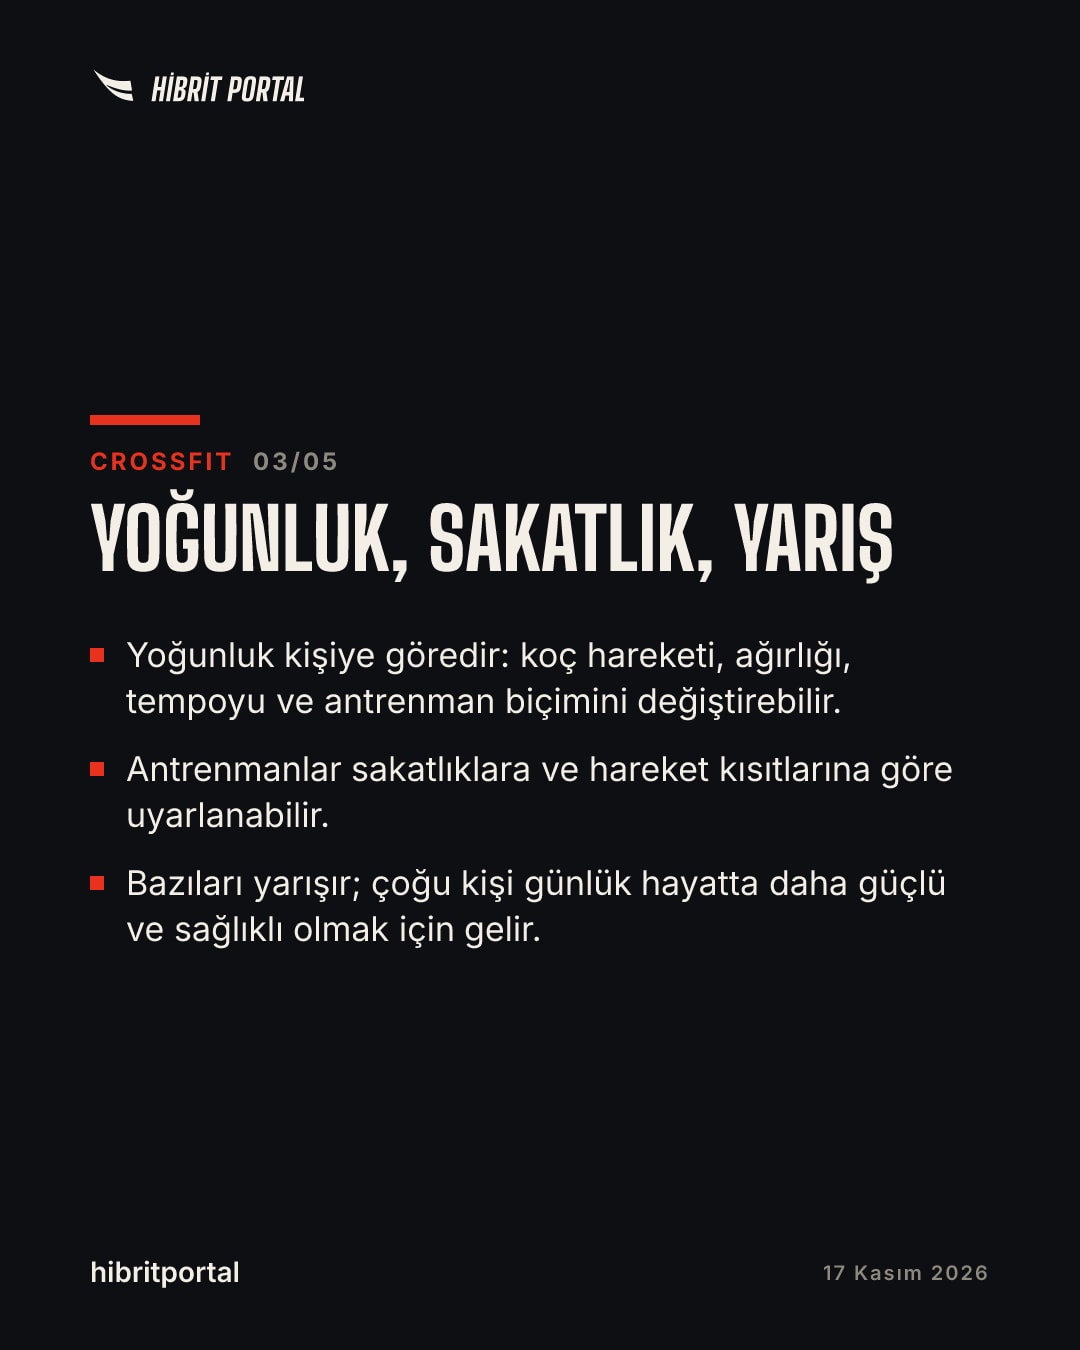 HİBRİT PORTAL
CROSSFIT 03/05
YOĞUNLUK, SAKATLIK, YARIŞ
Yoğunluk kişiye göredir: koç hareketi, ağırlığı,
tempoyu ve antrenman biçimini değiştirebilir.
Antrenmanlar sakatlıklara ve hareket kısıtlarına göre
uyarlanabilir.
Bazıları yarışır; çoğu kişi günlük hayatta daha güçlü
ve sağlıklı olmak için gelir.
hibritportal
17 Kasım 2026